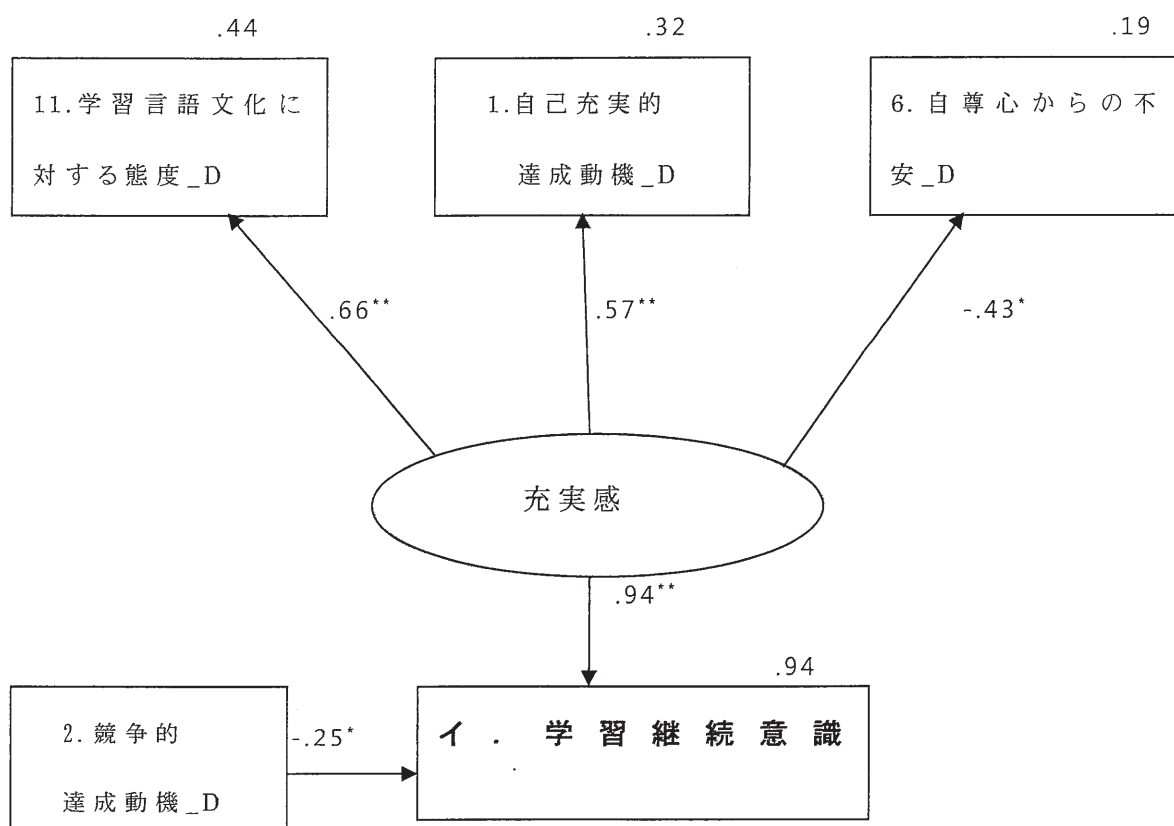 .44
.32
.19
11.学習言語文化に
対する態度_D
1.自己充実的
達成動機_D
6.自尊心からの不
安_D
.66**
.57**
-.43*
充実感
.94**
.94
2.競争的
達成動機_D
-.25*
イ．学習継続意識